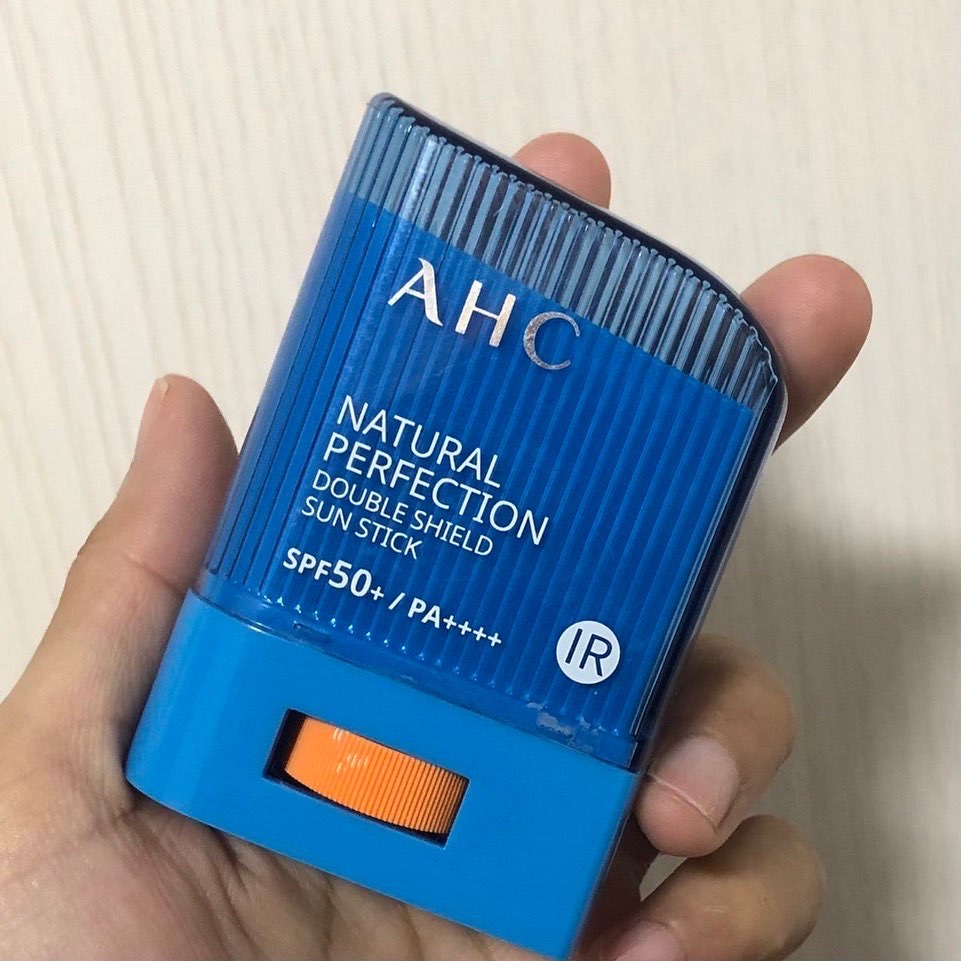 AHC
NATURAL
PERFECTION
DOUBLE SHIELD
SUN STICK
SPF50+ / PA++++
IR